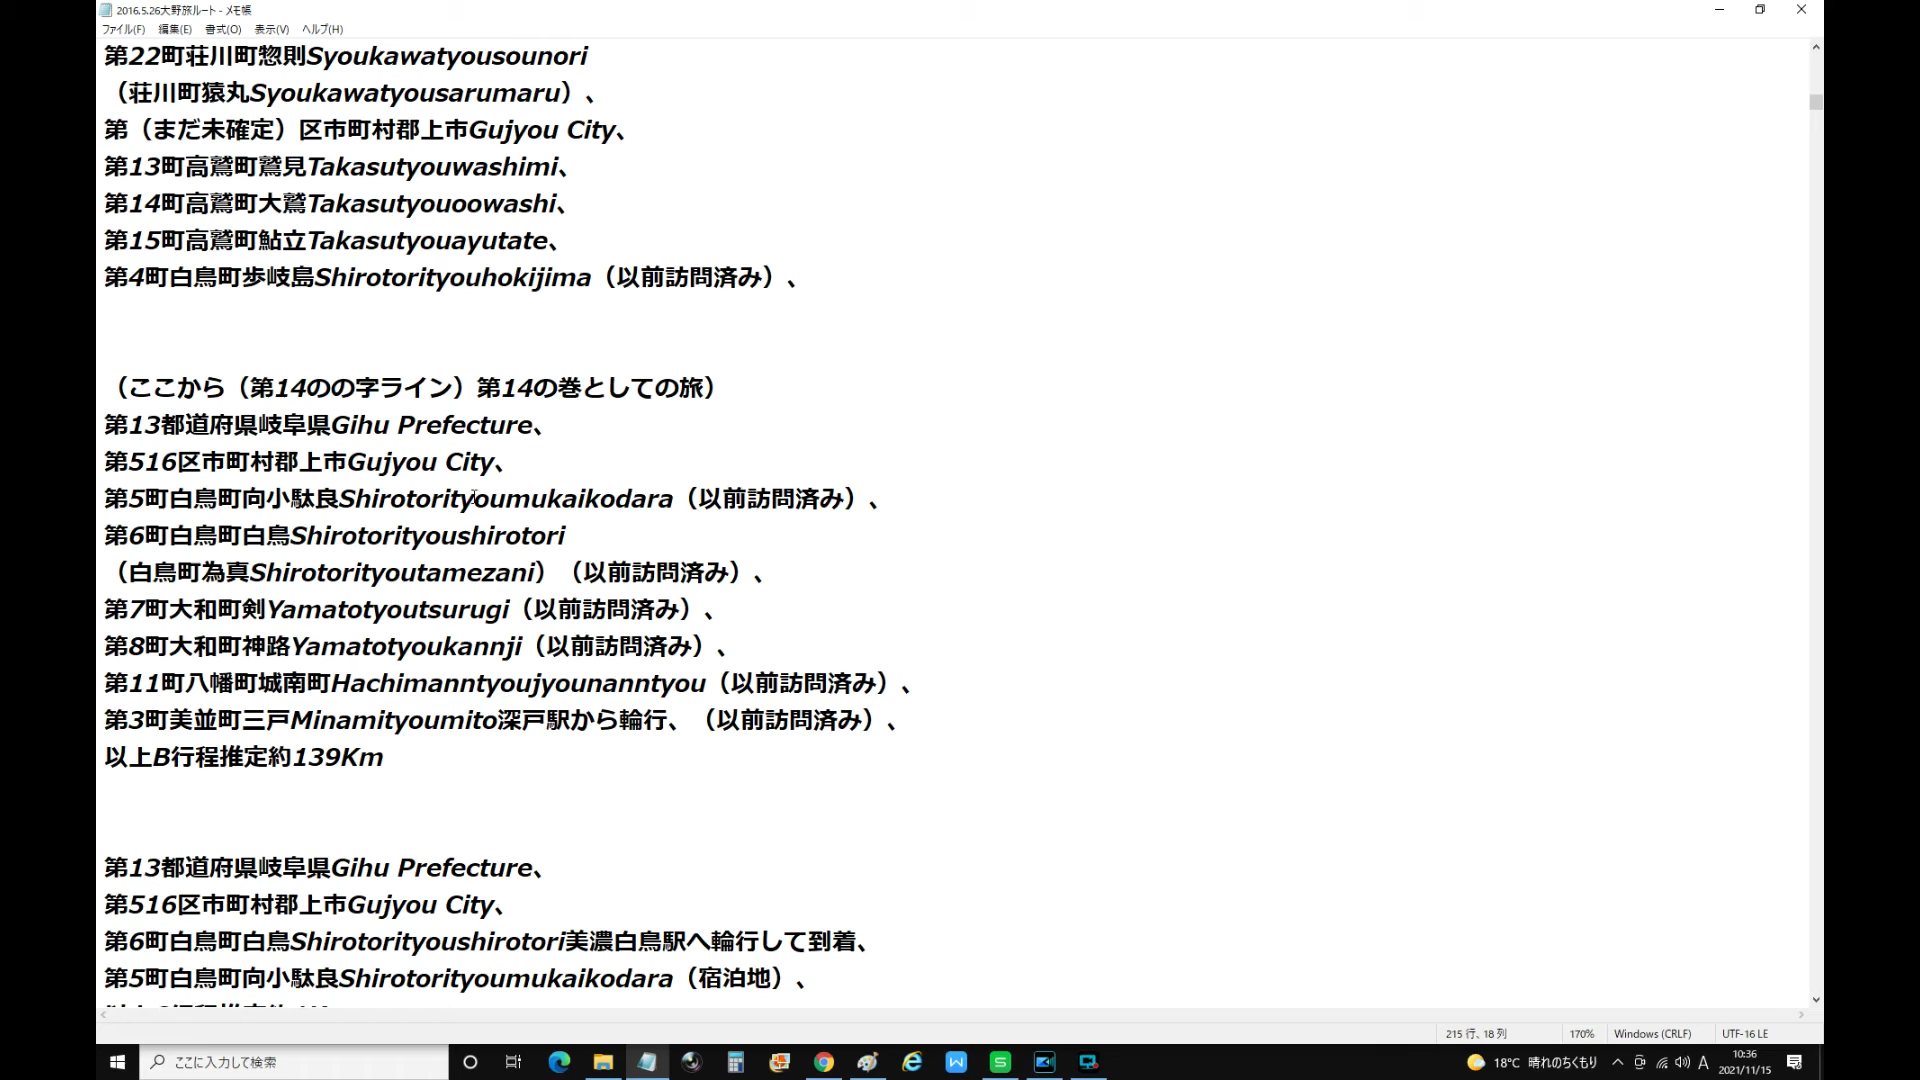 2016.5.26大野旅ルート - メモ帳
ファイル(F) 編集(E) 書式(O) 表示(V) ヘルプ(H)
第22町荘川町惣則Syoukawatyousounori
（荘川町猿丸Syoukawatyousarumaru）、
第（まだ未確定）区市町村郡上市Gujyou City、
第13町高鷲町鷲見Takasutyouwashimi、
第14町高鷲町大鷲Takasutyouoowashi、
第15町高鷲町鮎立Takasutyouayutate、
第4町白鳥町歩岐島Shirotorityouhokijima（以前訪問済み）、
（ここから（第14のの字ライン）第14の巻としての旅）
第13都道府県岐阜県Gihu Prefecture、
第516区市町村郡上市Gujyou City、
第5町白鳥町向小駄良Shirotorityoumukaikodara（以前訪問済み）、
第6町白鳥町白鳥Shirotorityoushirotori
（白鳥町為真Shirotorityoutamezani）（以前訪問済み）、
第7町大和町剣Yamatotyoutsurugi（以前訪問済み）、
第8町大和町神路Yamatotyoukannji（以前訪問済み）、
第11町八幡町城南町Hachimanntyoujyounanntyou（以前訪問済み）、
第3町美並町三戸Minamityoumito深戸駅から輪行、（以前訪問済み）、
以上B行程推定約139Km
第13都道府県岐阜県Gihu Prefecture、
第516区市町村郡上市Gujyou City、
第6町白鳥町白鳥Shirotorityoushirotori美濃白鳥駅へ輪行して到着、
第5町白鳥町向小駄良Shirotorityoumukaikodara（宿泊地）、
215 行、18 列 170% Windows (CRLF) UTF-16 LE
ここに入力して検索
18°C 晴れのちくもり A
10:36
2021/11/15